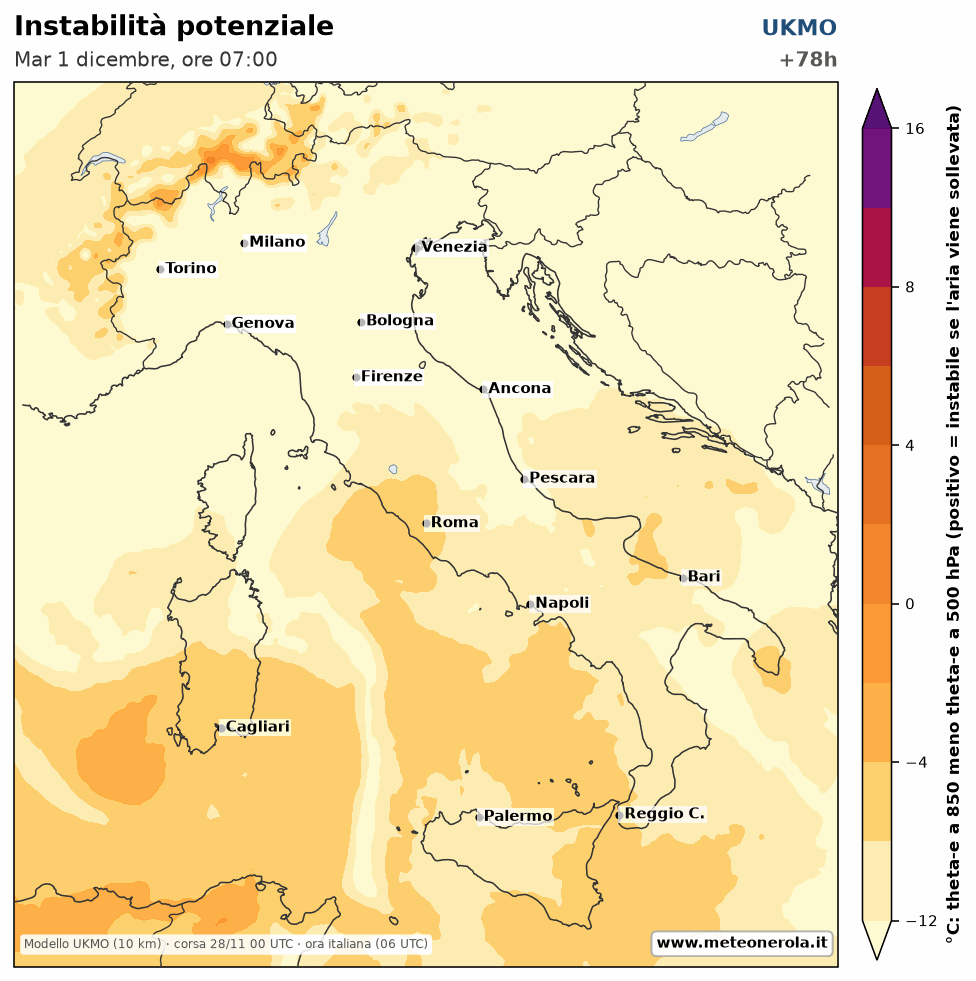 Instabilità potenziale
UKMO
Mar 1 dicembre, ore 07:00
+78h
Milano
Venezia
Torino
Bologna
Genova
Firenze
Ancona
Pescara
Roma
Bari
Napoli
Cagliari
Palermo
Reggio C.
16
8
4
0
−4
−12
°C: theta-e a 850 meno theta-e a 500 hPa (positivo = instabile se l'aria viene sollevata)
Modello UKMO (10 km) · corsa 28/11 00 UTC · ora italiana (06 UTC)
www.meteonerola.it